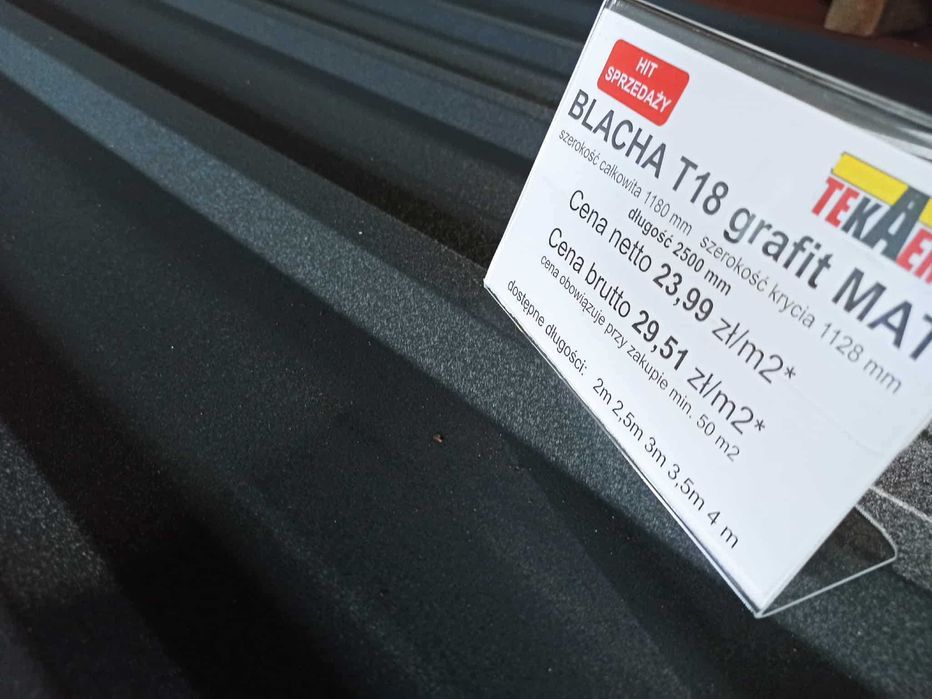 HIT
SPRZEDAŻY
BLACHA T18 grafit MAT
szerokość całkowita 1180 mm szerokość krycia 1128 mm
długość 2500 mm
Cena netto 23,99 zł/m2*
Cena brutto 29,51 zł/m2*
cena obowiązuje przy zakupie min. 50 m2
dostępne długości: 2m 2,5m 3m 3,5m 4 m